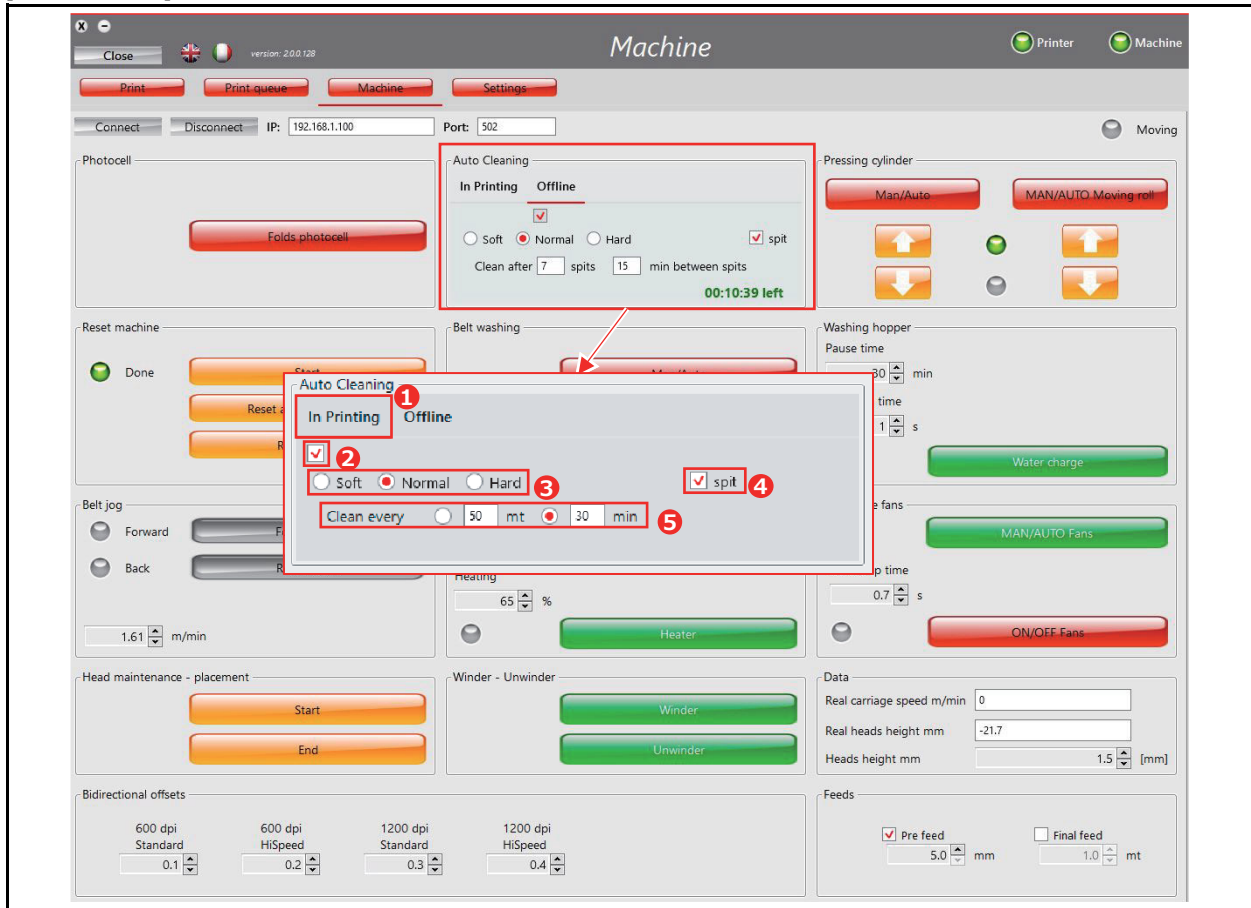 Close
version: 2.0.0.128
Machine
Printer
Machine
Print
Print queue
Machine
Settings
Connect
Disconnect
IP:
192.168.1.100
Port:
502
Moving
Photocell
Folds photocell
Auto Cleaning
In Printing
Offline
Soft
Normal
Hard
spit
Clean after 7 spits 15 min between spits
00:10:39 left
Pressing cylinder
Man/Auto
MAN/AUTO Moving roll
Reset machine
Done
Start
Reset
Belt washing
Man/Auto
Washing hopper
Pause time
30 min
time
1 s
Water charge
Auto Cleaning
1
In Printing
Offline
2
Soft
Normal
Hard
3
spit
4
Clean every 50 mt 30 min
5
Belt jog
Forward
Back
1.61 m/min
Heating
65 %
Heater
fans
MAN/AUTO Fans
time
0.7 s
ON/OFF Fans
Head maintenance - placement
Start
End
Winder - Unwinder
Winder
Unwinder
Data
Real carriage speed m/min 0
Real heads height mm -21.7
Heads height mm 1.5 [mm]
Bidirectional offsets
600 dpi
Standard
0.1
600 dpi
HiSpeed
0.2
1200 dpi
Standard
0.3
1200 dpi
HiSpeed
0.4
Feeds
Pre feed
5.0 mm
Final feed
1.0 mt